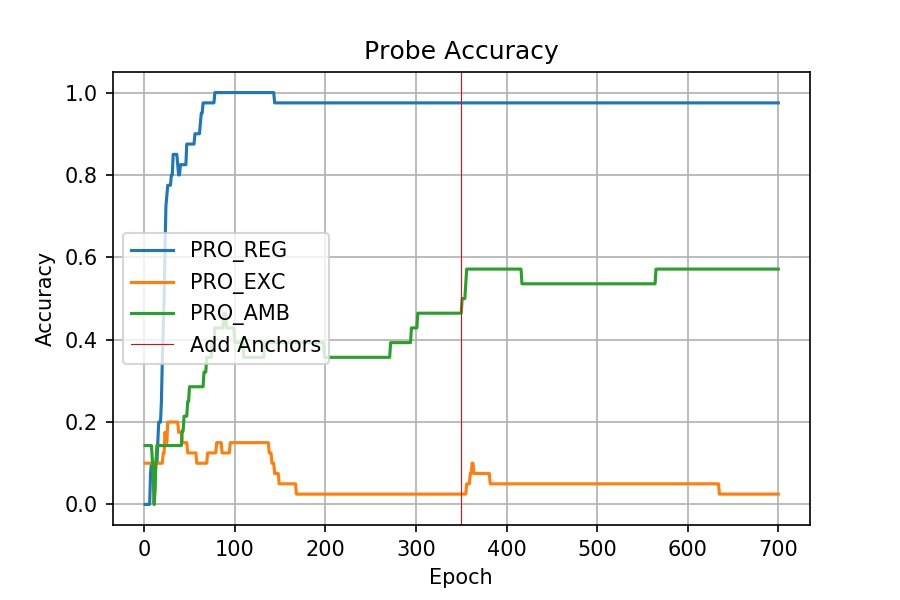 Probe Accuracy
1.0
0.8
0.6
0.4
0.2
0.0
Accuracy
PRO_REG
PRO_EXC
PRO_AMB
Add Anchors
0 100 200 300 400 500 600 700
Epoch